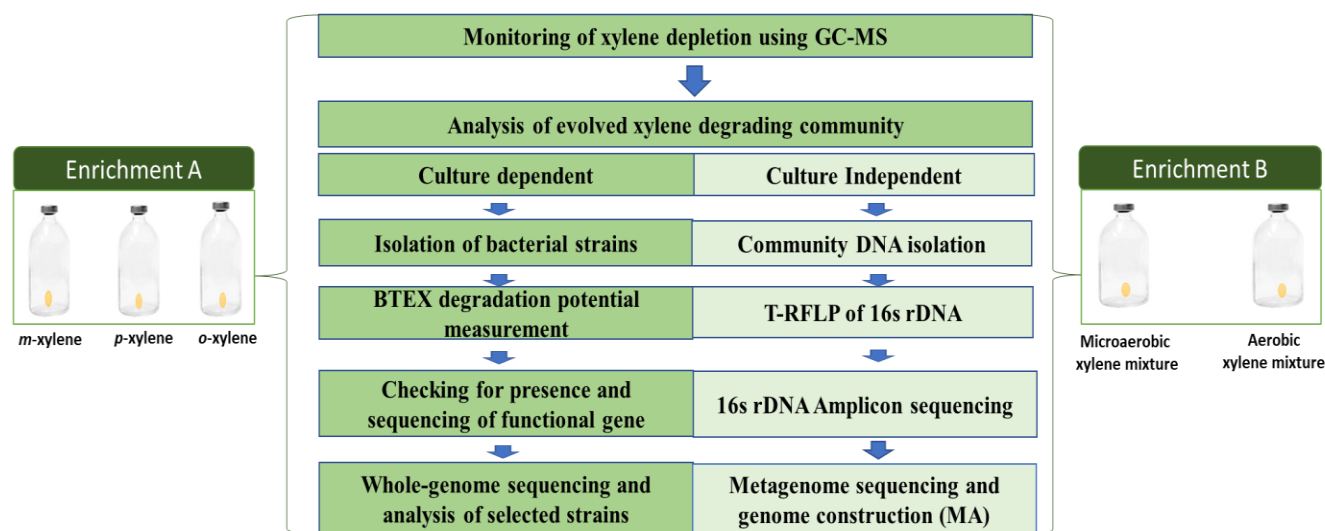 Monitoring of xylene depletion using GC-MS
Analysis of evolved xylene degrading community
Enrichment A
m-xylene
p-xylene
o-xylene
Culture dependent
Culture Independent
Isolation of bacterial strains
Community DNA isolation
BTEX degradation potential
measurement
T-RFLP of 16s rDNA
Checking for presence and
sequencing of functional gene
16s rDNA Amplicon sequencing
Whole-genome sequencing and
analysis of selected strains
Metagenome sequencing and
genome construction (MA)
Enrichment B
Microaerobic
xylene mixture
Aerobic
xylene mixture